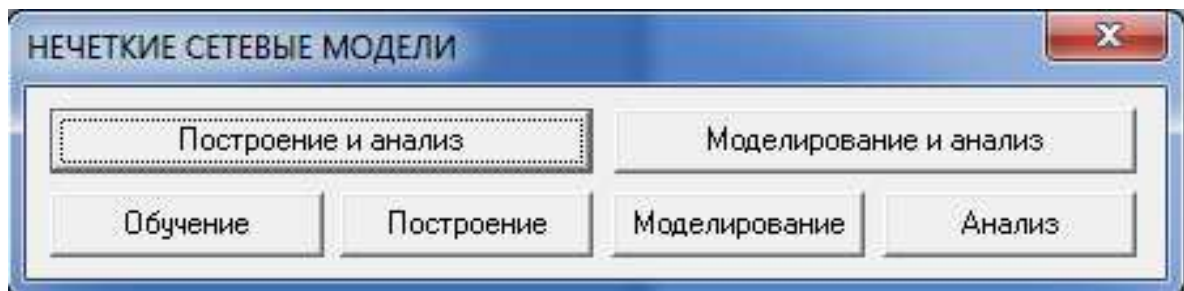 НЕЧЕТКИЕ СЕТЕВЫЕ МОДЕЛИ
Построение и анализ Моделирование и анализ
Обучение Построение Моделирование Анализ